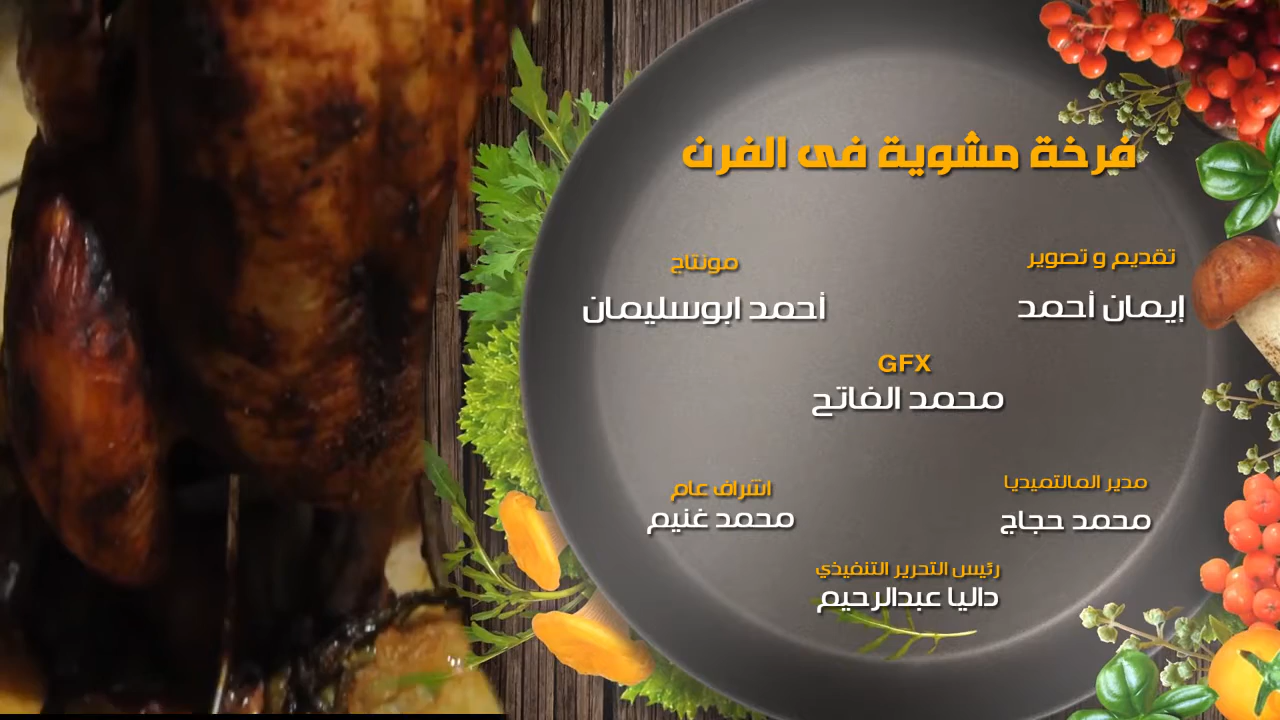 فرخة مشوية فى الفرن
تقديم و تصوير
إيمان أحمد
مونتاج
أحمد ابوسليمان
GFX
محمد الفاتح
مدير المالتميديا
محمد حجاج
اشراف عام
محمد غنيم
رئيس التحرير التنفيذي
داليا عبدالرحيم